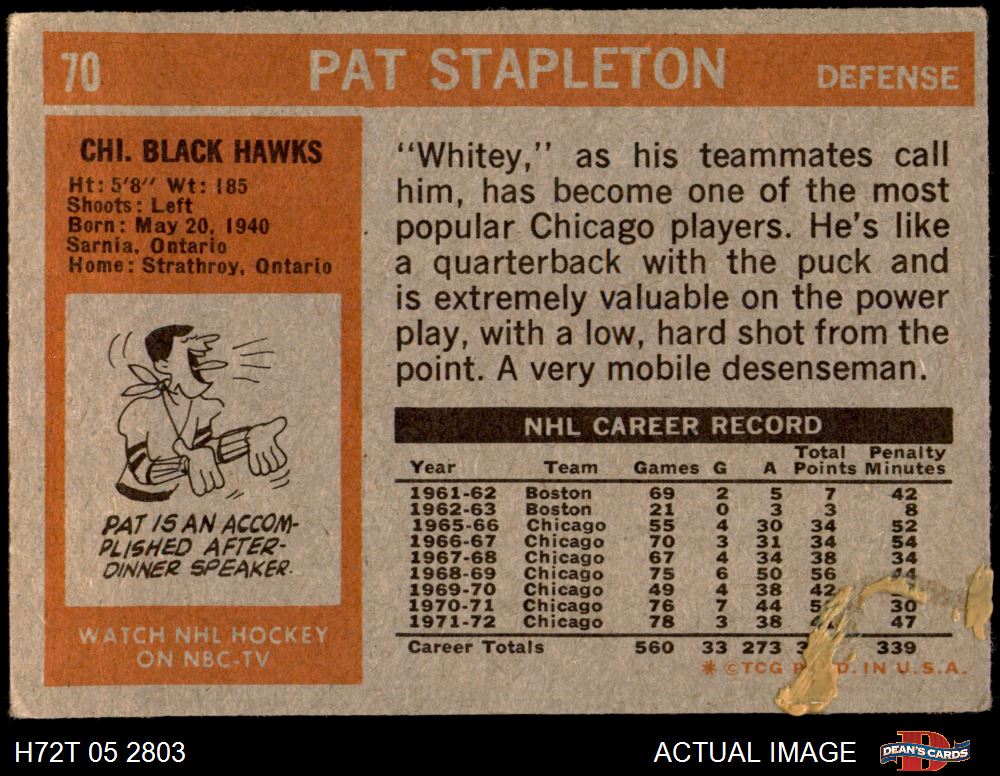 70 PAT STAPLETON DEFENSE
CHI. BLACK HAWKS
Ht: 5'8" Wt: 185
Shoots: Left
Born: May 20, 1940
Sarnia, Ontario
Home: Strathroy, Ontario
PAT IS AN ACCOM-
PLISHED AFTER-
DINNER SPEAKER.
WATCH NHL HOCKEY
ON NBC-TV
"Whitey," as his teammates call
him, has become one of the most
popular Chicago players. He's like
a quarterback with the puck and
is extremely valuable on the power
play, with a low, hard shot from the
point. A very mobile desenseman.
NHL CAREER RECORD
Year Team Games G A Total Points Penalty Minutes
1961-62 Boston 69 2 5 7 42
1962-63 Boston 21 0 3 3 8
1965-66 Chicago 55 4 30 34 52
1966-67 Chicago 70 3 31 34 54
1967-68 Chicago 67 4 34 38 34
1968-69 Chicago 75 6 50 56
1969-70 Chicago 49 4 38 42
1970-71 Chicago 76 7 44 30
1971-72 Chicago 78 3 38 47
Career Totals 560 33 273 339
* ©TCG IN U.S.A.
H72T 05 2803 ACTUAL IMAGE DEAN'S CARDS